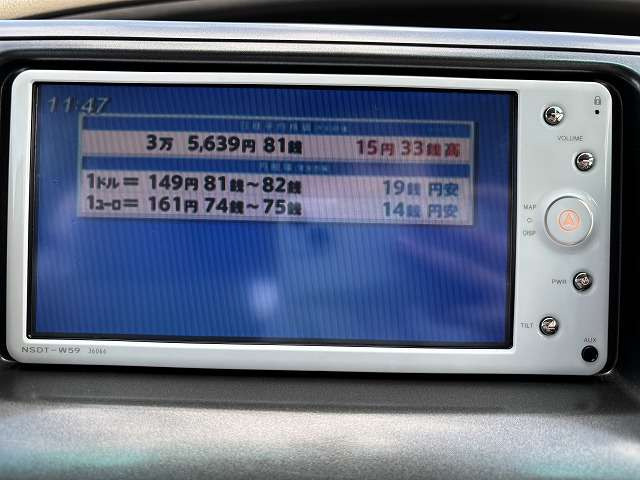 11:47
3万 5,639円 81銭 15円 33銭高
1ドル＝149円 81銭～82銭 19銭 円安
1ユーロ＝161円 74銭～75銭 14銭 円安
VOLUME
MAP
DISP
PWR
TILT
AUX
NSDT-W59 36064